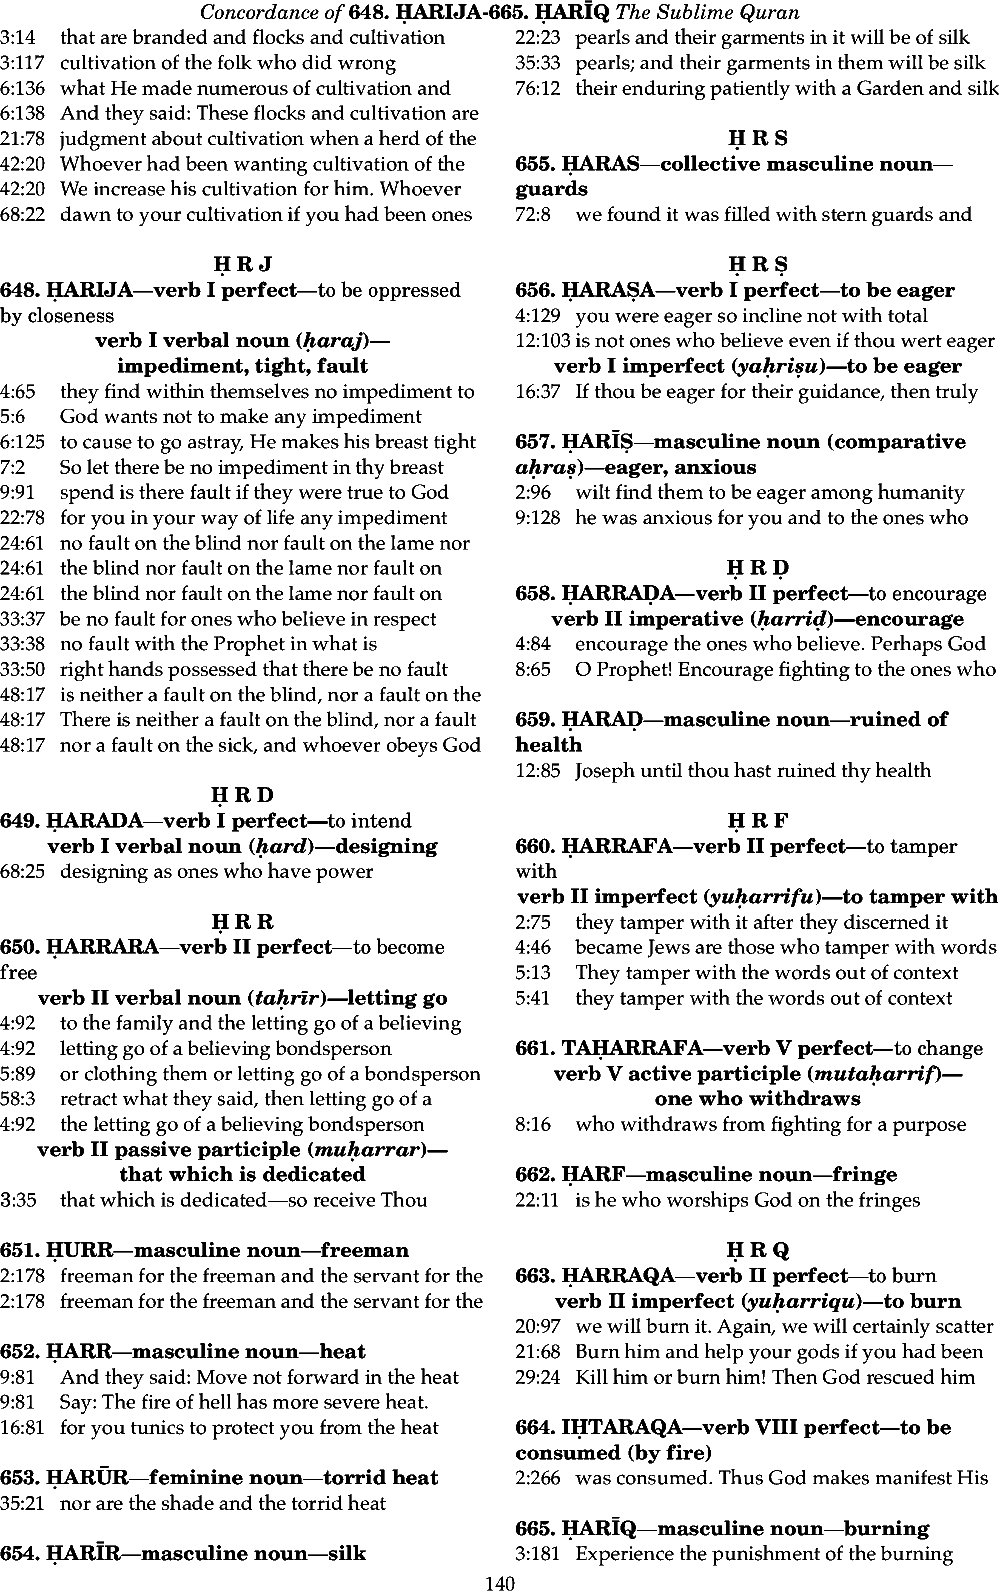 Concordance of 648. ḤARIJA-665. ḤARĪQ The Sublime Quran
3:14 that are branded and flocks and cultivation
3:117 cultivation of the folk who did wrong
6:136 what He made numerous of cultivation and
6:138 And they said: These flocks and cultivation are
21:78 judgment about cultivation when a herd of the
42:20 Whoever had been wanting cultivation of the
42:20 We increase his cultivation for him. Whoever
68:22 dawn to your cultivation if you had been ones
Ḥ R J
648. ḤARIJA—verb I perfect—to be oppressed
by closeness
verb I verbal noun (ḥaraj)—
impediment, tight, fault
4:65 they find within themselves no impediment to
5:6 God wants not to make any impediment
6:125 to cause to go astray, He makes his breast tight
7:2 So let there be no impediment in thy breast
9:91 spend is there fault if they were true to God
22:78 for you in your way of life any impediment
24:61 no fault on the blind nor fault on the lame nor
24:61 the blind nor fault on the lame nor fault on
24:61 the blind nor fault on the lame nor fault on
33:37 be no fault for ones who believe in respect
33:38 no fault with the Prophet in what is
33:50 right hands possessed that there be no fault
48:17 is neither a fault on the blind, nor a fault on the
48:17 There is neither a fault on the blind, nor a fault
48:17 nor a fault on the sick, and whoever obeys God
Ḥ R D
649. ḤARADA—verb I perfect—to intend
verb I verbal noun (ḥard)—designing
68:25 designing as ones who have power
Ḥ R R
650. ḤARRARA—verb II perfect—to become
free
verb II verbal noun (taḥrīr)—letting go
4:92 to the family and the letting go of a believing
4:92 letting go of a believing bondsperson
5:89 or clothing them or letting go of a bondsperson
58:3 retract what they said, then letting go of a
4:92 the letting go of a believing bondsperson
verb II passive participle (muḥarrar)—
that which is dedicated
3:35 that which is dedicated—so receive Thou
651. ḤURR—masculine noun—freeman
2:178 freeman for the freeman and the servant for the
2:178 freeman for the freeman and the servant for the
652. ḤARR—masculine noun—heat
9:81 And they said: Move not forward in the heat
9:81 Say: The fire of hell has more severe heat.
16:81 for you tunics to protect you from the heat
653. ḤARŪR—feminine noun—torrid heat
35:21 nor are the shade and the torrid heat
654. ḤARĪR—masculine noun—silk
22:23 pearls and their garments in it will be of silk
35:33 pearls; and their garments in them will be silk
76:12 their enduring patiently with a Garden and silk
Ḥ R S
655. ḤARAS—collective masculine noun—
guards
72:8 we found it was filled with stern guards and
Ḥ R Ṣ
656. ḤARAṢA—verb I perfect—to be eager
4:129 you were eager so incline not with total
12:103 is not ones who believe even if thou wert eager
verb I imperfect (yaḥriṣu)—to be eager
16:37 If thou be eager for their guidance, then truly
657. ḤARĪṢ—masculine noun (comparative
aḥraṣ)—eager, anxious
2:96 wilt find them to be eager among humanity
9:128 he was anxious for you and to the ones who
Ḥ R Ḍ
658. ḤARRAḌA—verb II perfect—to encourage
verb II imperative (ḥarriḍ)—encourage
4:84 encourage the ones who believe. Perhaps God
8:65 O Prophet! Encourage fighting to the ones who
659. ḤARAḌ—masculine noun—ruined of
health
12:85 Joseph until thou hast ruined thy health
Ḥ R F
660. ḤARRAFA—verb II perfect—to tamper
with
verb II imperfect (yuḥarrifu)—to tamper with
2:75 they tamper with it after they discerned it
4:46 became Jews are those who tamper with words
5:13 They tamper with the words out of context
5:41 they tamper with the words out of context
661. TAḤARRAFA—verb V perfect—to change
verb V active participle (mutaḥarrif)—
one who withdraws
8:16 who withdraws from fighting for a purpose
662. ḤARF—masculine noun—fringe
22:11 is he who worships God on the fringes
Ḥ R Q
663. ḤARRAQA—verb II perfect—to burn
verb II imperfect (yuḥarriqu)—to burn
20:97 we will burn it. Again, we will certainly scatter
21:68 Burn him and help your gods if you had been
29:24 Kill him or burn him! Then God rescued him
664. IḤTARAQA—verb VIII perfect—to be
consumed (by fire)
2:266 was consumed. Thus God makes manifest His
665. ḤARĪQ—masculine noun—burning
3:181 Experience the punishment of the burning
140